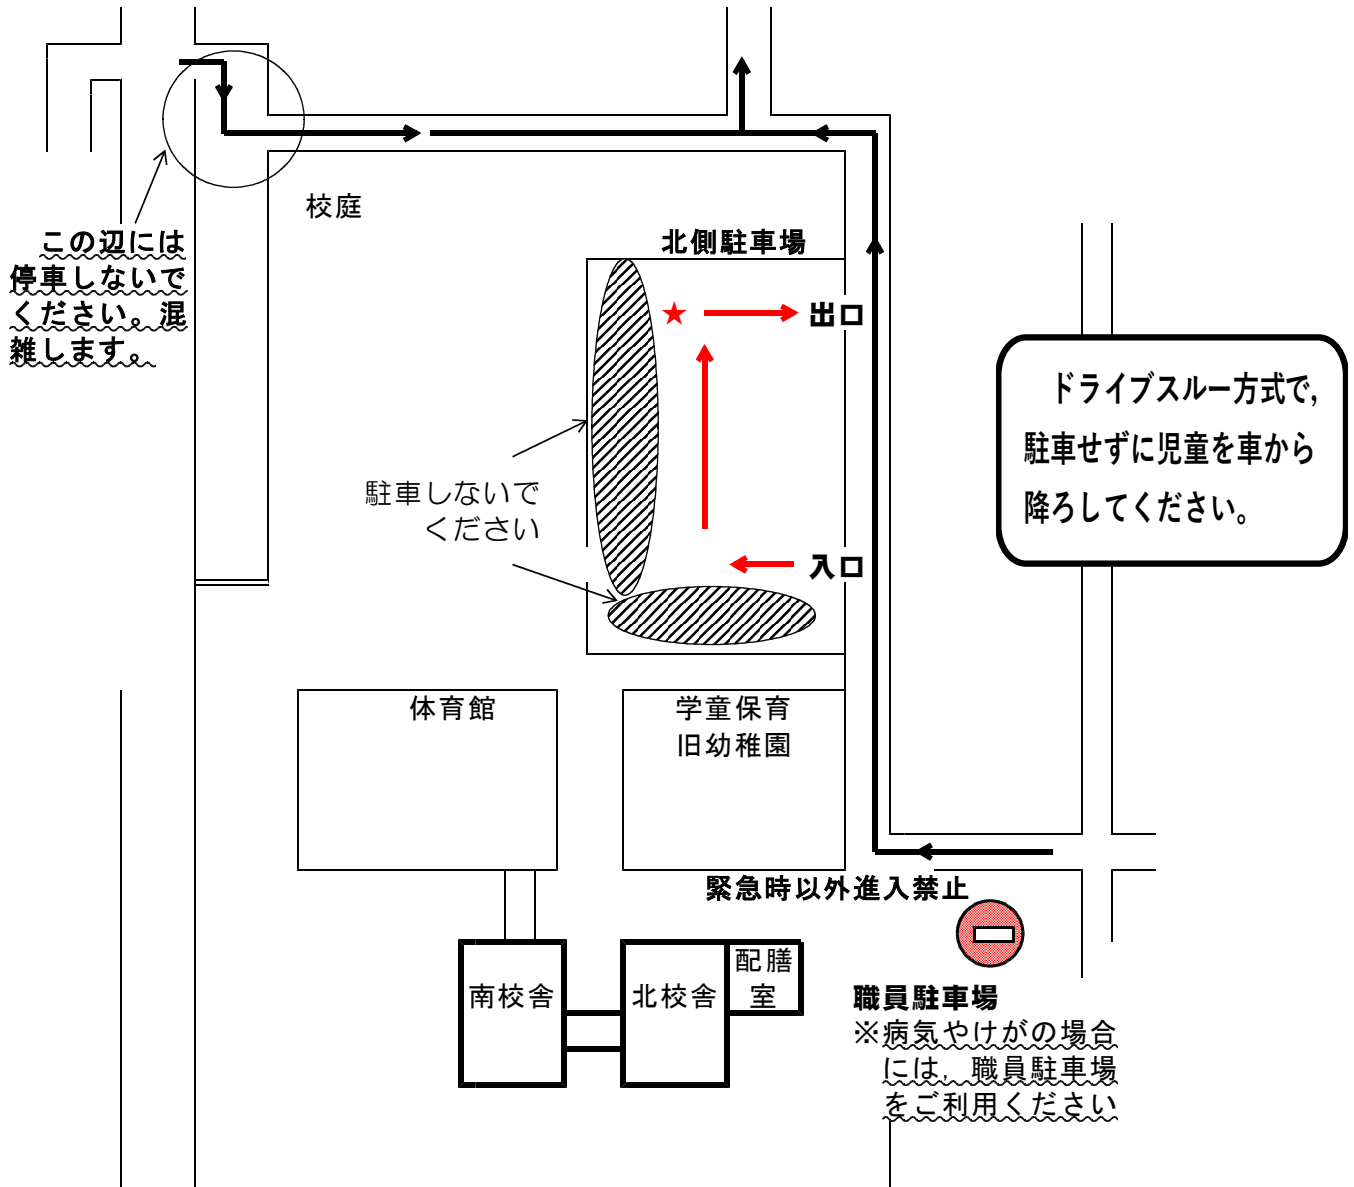 校庭
この辺には
停車しないで
ください。混
雑します。
北側駐車場
★
出口
ドライブスルー方式で,
駐車せずに児童を車から
降ろしてください。
駐車しないで
ください
入口
体育館
学童保育
旧幼稚園
緊急時以外進入禁止
配膳
室
南校舎
北校舎
職員駐車場
※病気やけがの場合
には，職員駐車場
をご利用ください